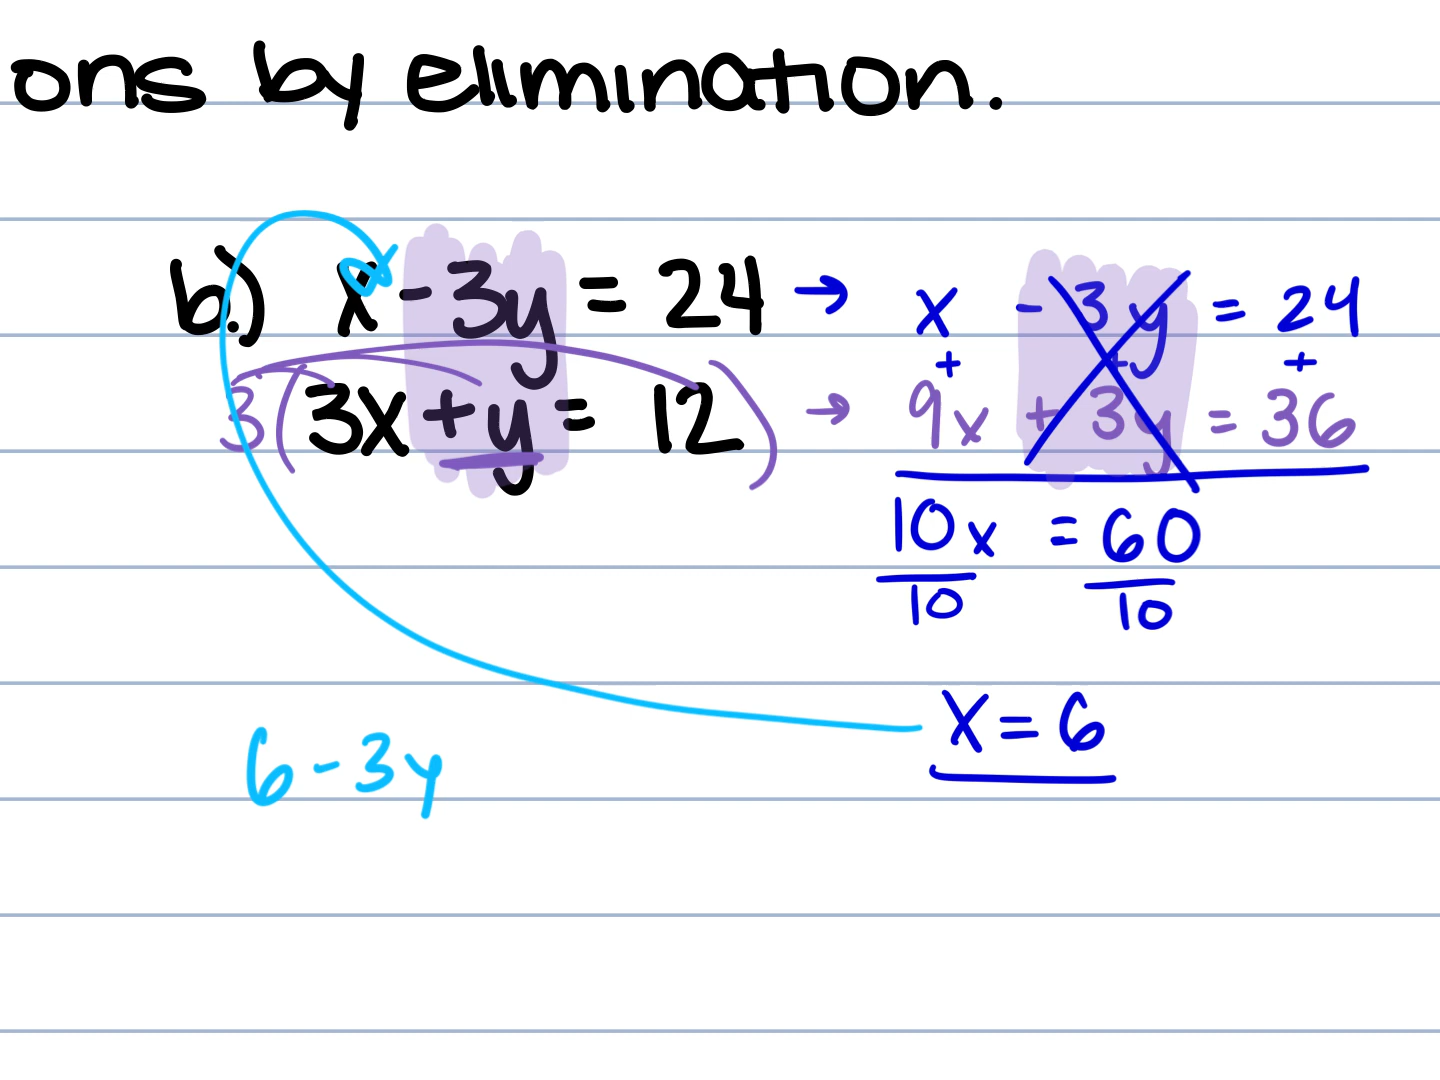 ons by elimination.
b.) x - 3y = 24 → x - 3y = 24
+ + +
3(3x + y = 12) → 9x + 3y = 36
10x = 60
10 10
x = 6
6 - 3y